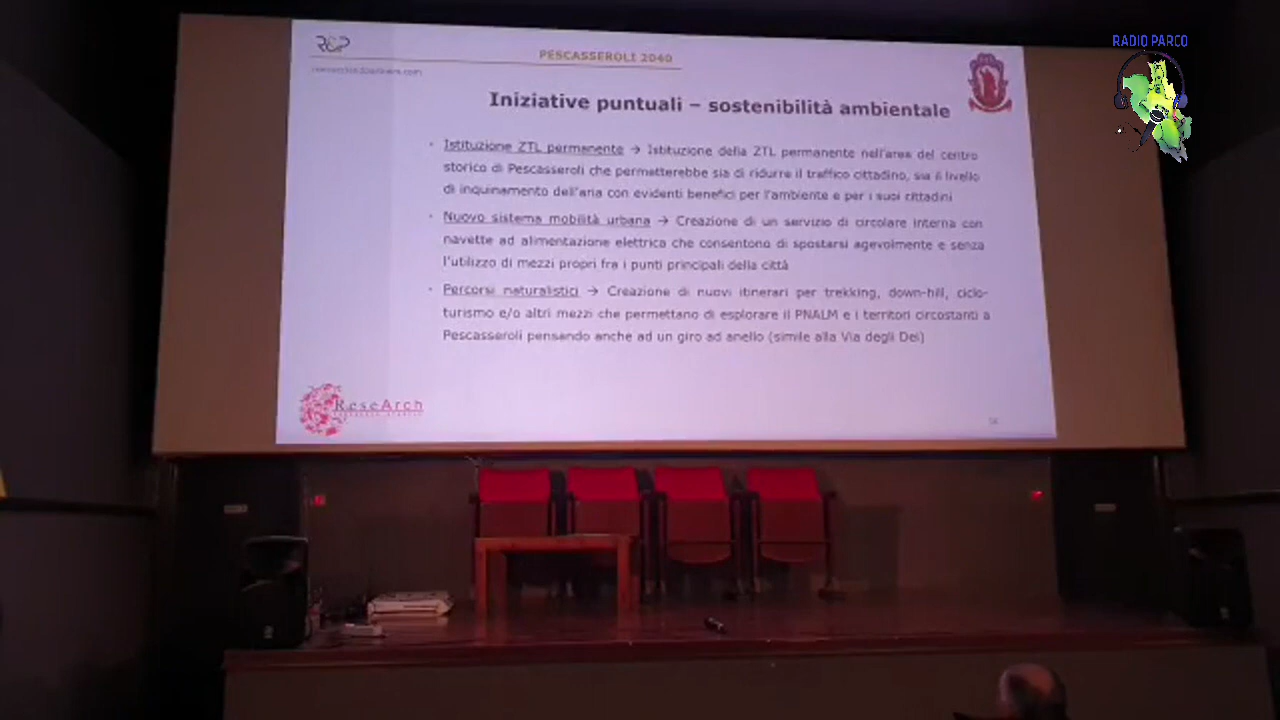 RADIO PARCO
R&P
PESCASSEROLI 2040
Iniziative puntuali – sostenibilità ambientale
Istituzione ZTL permanente → Istituzione della ZTL permanente nell'area del centro
storico di Pescasseroli che permetterebbe sia di ridurre il traffico cittadino, sia il livello
di inquinamento dell'aria con evidenti benefici per l'ambiente e per i suoi cittadini
Nuovo sistema mobilità urbana → Creazione di un servizio di circolare interna con
navette ad alimentazione elettrica che consentono di spostarsi agevolmente e senza
l'utilizzo di mezzi propri fra i punti principali della città
Percorsi naturalistici → Creazione di nuovi itinerari per trekking, down-hill, ciclo-
turismo e/o altri mezzi che permettano di esplorare il PNALM e i territori circostanti a
Pescasseroli pensando anche ad un giro ad anello (simile alla Via degli Dei)
ReseArch